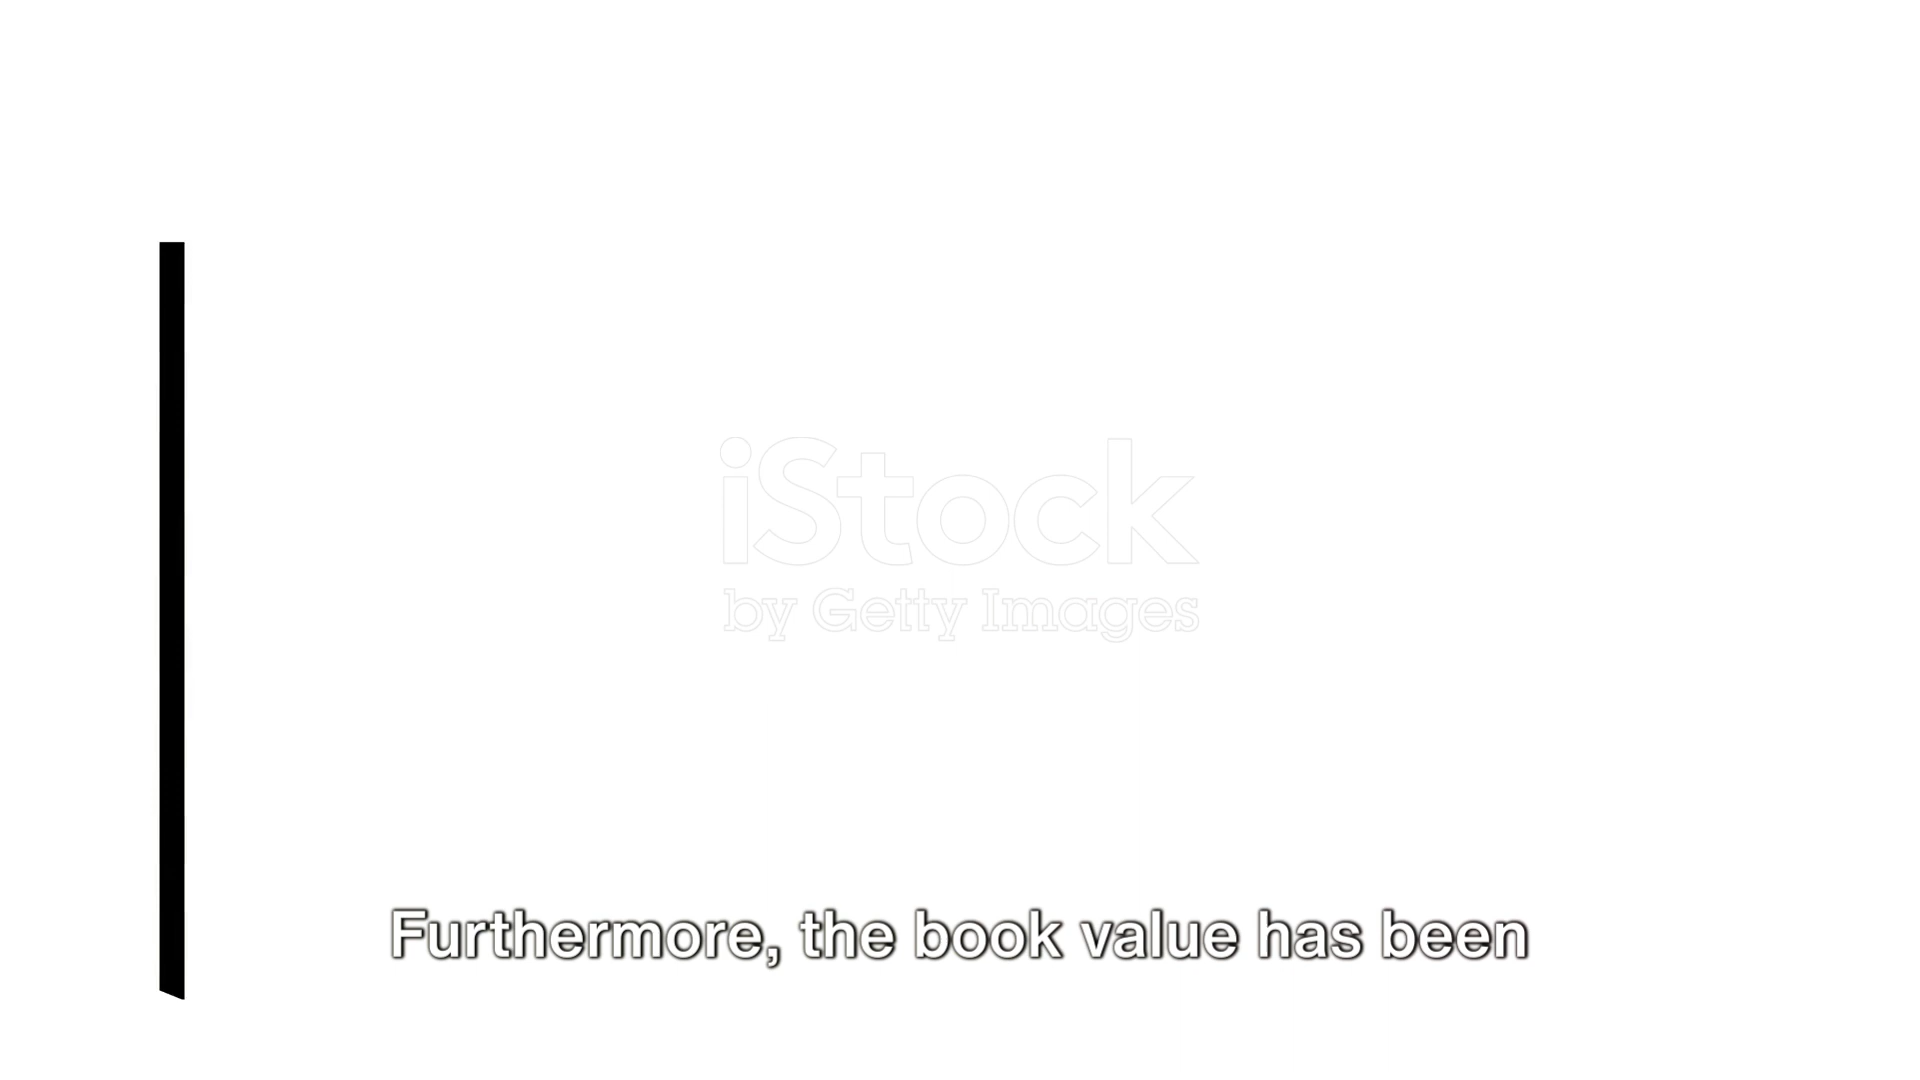 iStock
by Getty Images
Furthermore, the book value has been